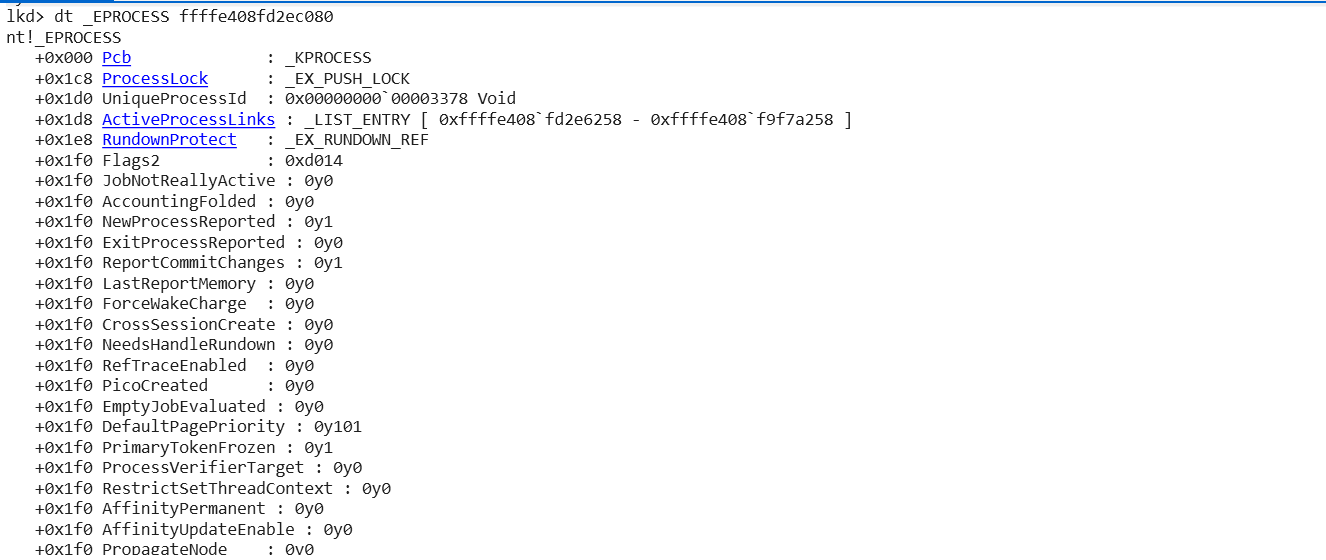 lkd> dt _EPROCESS ffffe408fd2ec080
nt!_EPROCESS
   +0x000 Pcb              : _KPROCESS
   +0x1c8 ProcessLock      : _EX_PUSH_LOCK
   +0x1d0 UniqueProcessId  : 0x00000000`00003378 Void
   +0x1d8 ActiveProcessLinks : _LIST_ENTRY [ 0xffffe408`fd2e6258 - 0xffffe408`f9f7a258 ]
   +0x1e8 RundownProtect   : _EX_RUNDOWN_REF
   +0x1f0 Flags2           : 0xd014
   +0x1f0 JobNotReallyActive : 0y0
   +0x1f0 AccountingFolded : 0y0
   +0x1f0 NewProcessReported : 0y1
   +0x1f0 ExitProcessReported : 0y0
   +0x1f0 ReportCommitChanges : 0y1
   +0x1f0 LastReportMemory : 0y0
   +0x1f0 ForceWakeCharge  : 0y0
   +0x1f0 CrossSessionCreate : 0y0
   +0x1f0 NeedsHandleRundown : 0y0
   +0x1f0 RefTraceEnabled  : 0y0
   +0x1f0 PicoCreated      : 0y0
   +0x1f0 EmptyJobEvaluated : 0y0
   +0x1f0 DefaultPagePriority : 0y101
   +0x1f0 PrimaryTokenFrozen : 0y1
   +0x1f0 ProcessVerifierTarget : 0y0
   +0x1f0 RestrictSetThreadContext : 0y0
   +0x1f0 AffinityPermanent : 0y0
   +0x1f0 AffinityUpdateEnable : 0y0
   +0x1f0 PropagateNode    : 0y0